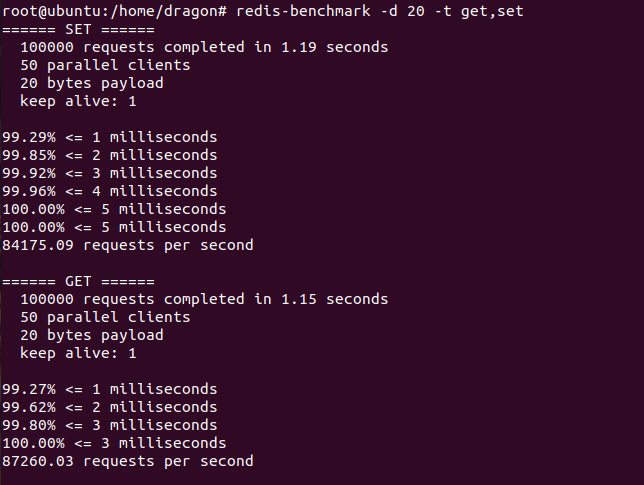 root@ubuntu:/home/dragon# redis-benchmark -d 20 -t get,set
====== SET ======
  100000 requests completed in 1.19 seconds
  50 parallel clients
  20 bytes payload
  keep alive: 1

99.29% <= 1 milliseconds
99.85% <= 2 milliseconds
99.92% <= 3 milliseconds
99.96% <= 4 milliseconds
100.00% <= 5 milliseconds
100.00% <= 5 milliseconds
84175.09 requests per second

====== GET ======
  100000 requests completed in 1.15 seconds
  50 parallel clients
  20 bytes payload
  keep alive: 1

99.27% <= 1 milliseconds
99.62% <= 2 milliseconds
99.80% <= 3 milliseconds
100.00% <= 3 milliseconds
87260.03 requests per second